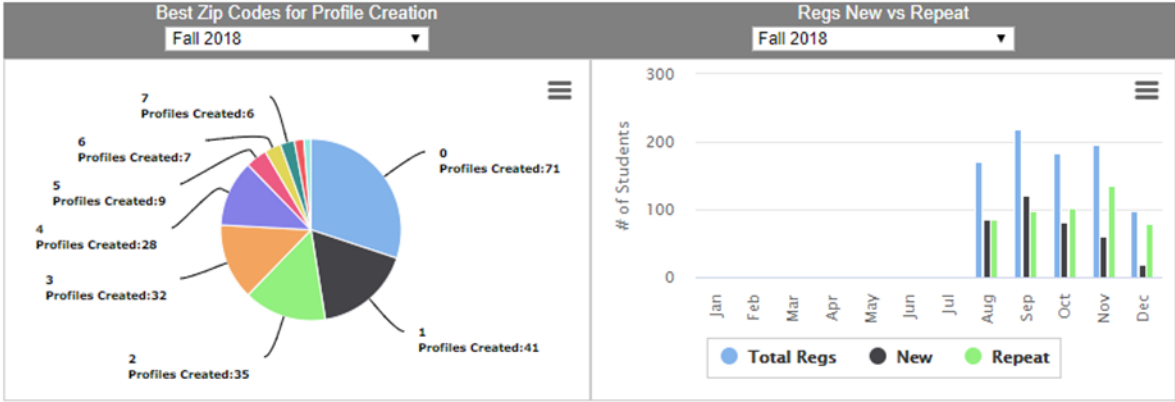 Best Zip Codes for Profile Creation
Fall 2018
7
Profiles Created:6
6
Profiles Created:7
5
Profiles Created:9
4
Profiles Created:28
3
Profiles Created:32
2
Profiles Created:35
0
Profiles Created:71
1
Profiles Created:41
Regs New vs Repeat
Fall 2018
# of Students
300
200
100
0
Jan
Feb
Mar
Apr
May
Jun
Jul
Aug
Sep
Oct
Nov
Dec
Total Regs
New
Repeat